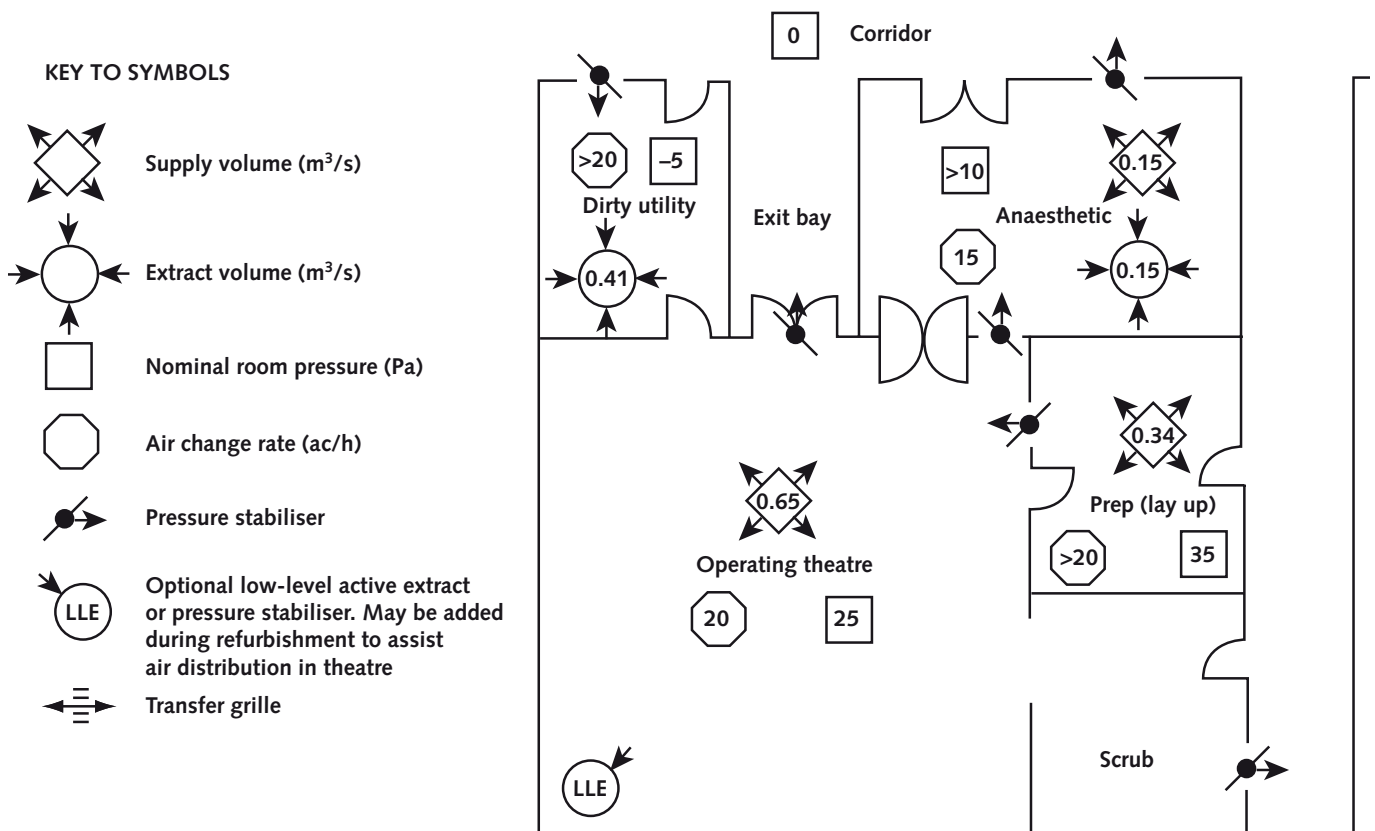 KEY TO SYMBOLS
Supply volume (m³/s)
Extract volume (m³/s)
Nominal room pressure (Pa)
Air change rate (ac/h)
Pressure stabiliser
LLE
Optional low-level active extract
or pressure stabiliser. May be added
during refurbishment to assist
air distribution in theatre
Transfer grille
0
Corridor
>20
–5
Dirty utility
0.41
Exit bay
>10
0.15
Anaesthetic
15
0.15
0.34
Prep (lay up)
>20
35
0.65
Operating theatre
20
25
LLE
Scrub